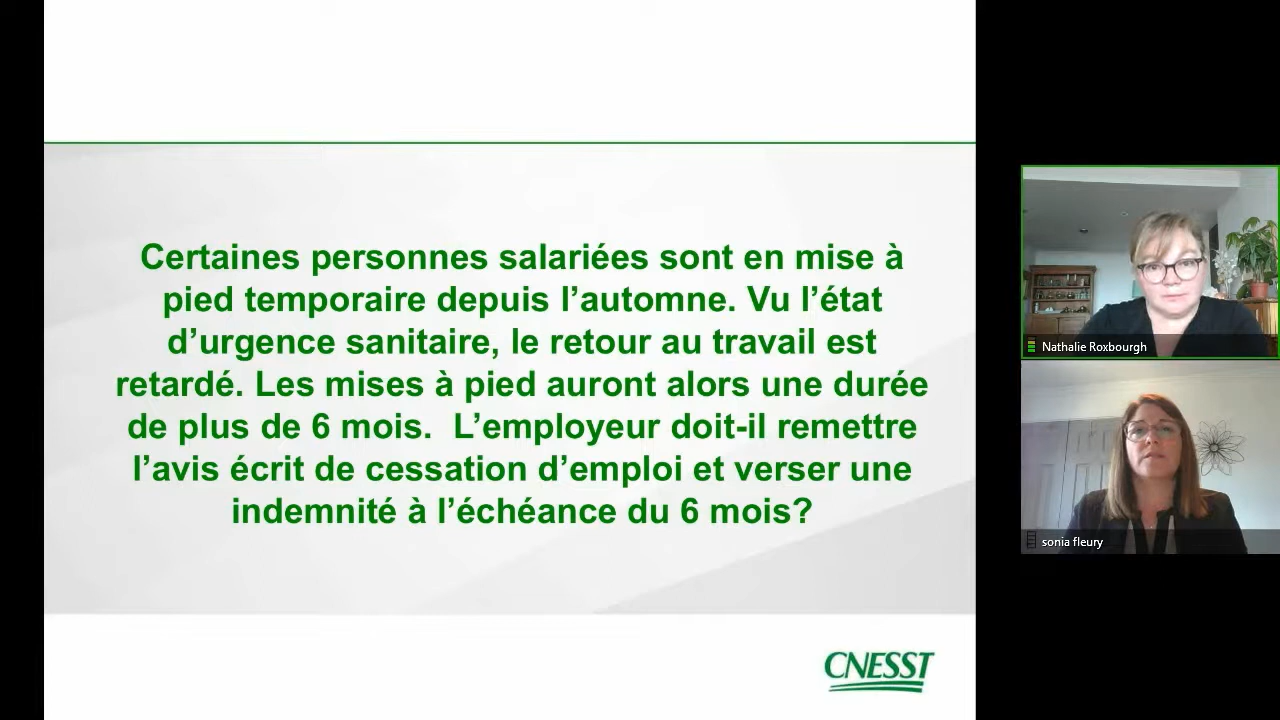 Certaines personnes salariées sont en mise à
pied temporaire depuis l’automne. Vu l’état
d’urgence sanitaire, le retour au travail est
retardé. Les mises à pied auront alors une durée
de plus de 6 mois.  L’employeur doit-il remettre
l’avis écrit de cessation d’emploi et verser une
indemnité à l’échéance du 6 mois?
CNESST
Nathalie Roxbourgh
sonia fleury